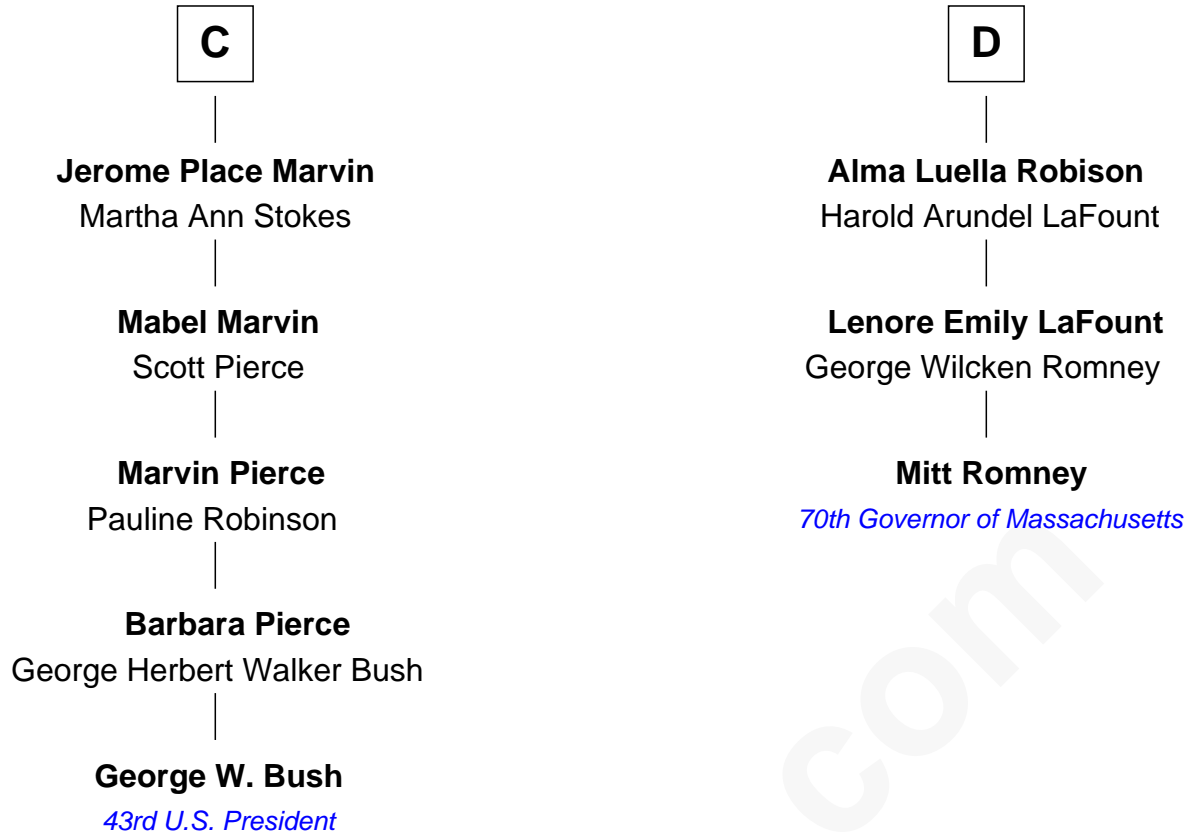 C
Jerome Place Marvin
Martha Ann Stokes
Mabel Marvin
Scott Pierce
Marvin Pierce
Pauline Robinson
Barbara Pierce
George Herbert Walker Bush
George W. Bush
43rd U.S. President
D
Alma Luella Robison
Harold Arundel LaFount
Lenore Emily LaFount
George Wilcken Romney
Mitt Romney
70th Governor of Massachusetts
com